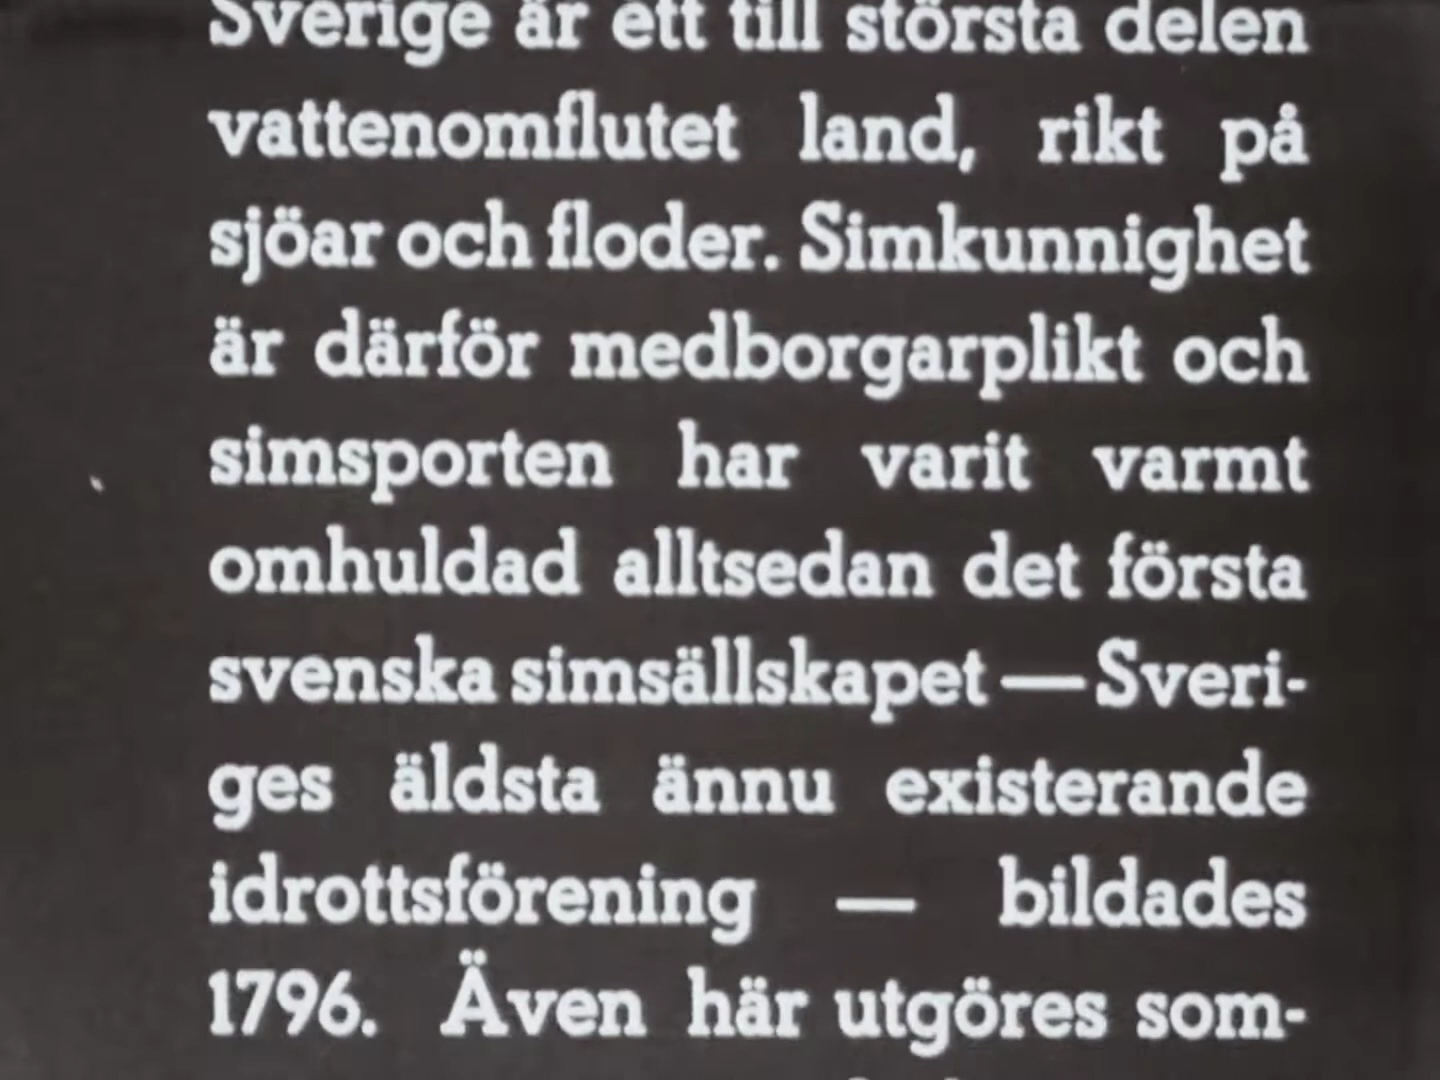 Sverige är ett till största delen
vattenomflutet land, rikt på
sjöar och floder. Simkunnighet
är därför medborgarplikt och
simsporten har varit varmt
omhuldad alltsedan det första
svenska simsällskapet — Sveri-
ges äldsta ännu existerande
idrottsförening — bildades
1796. Även här utgöres som-